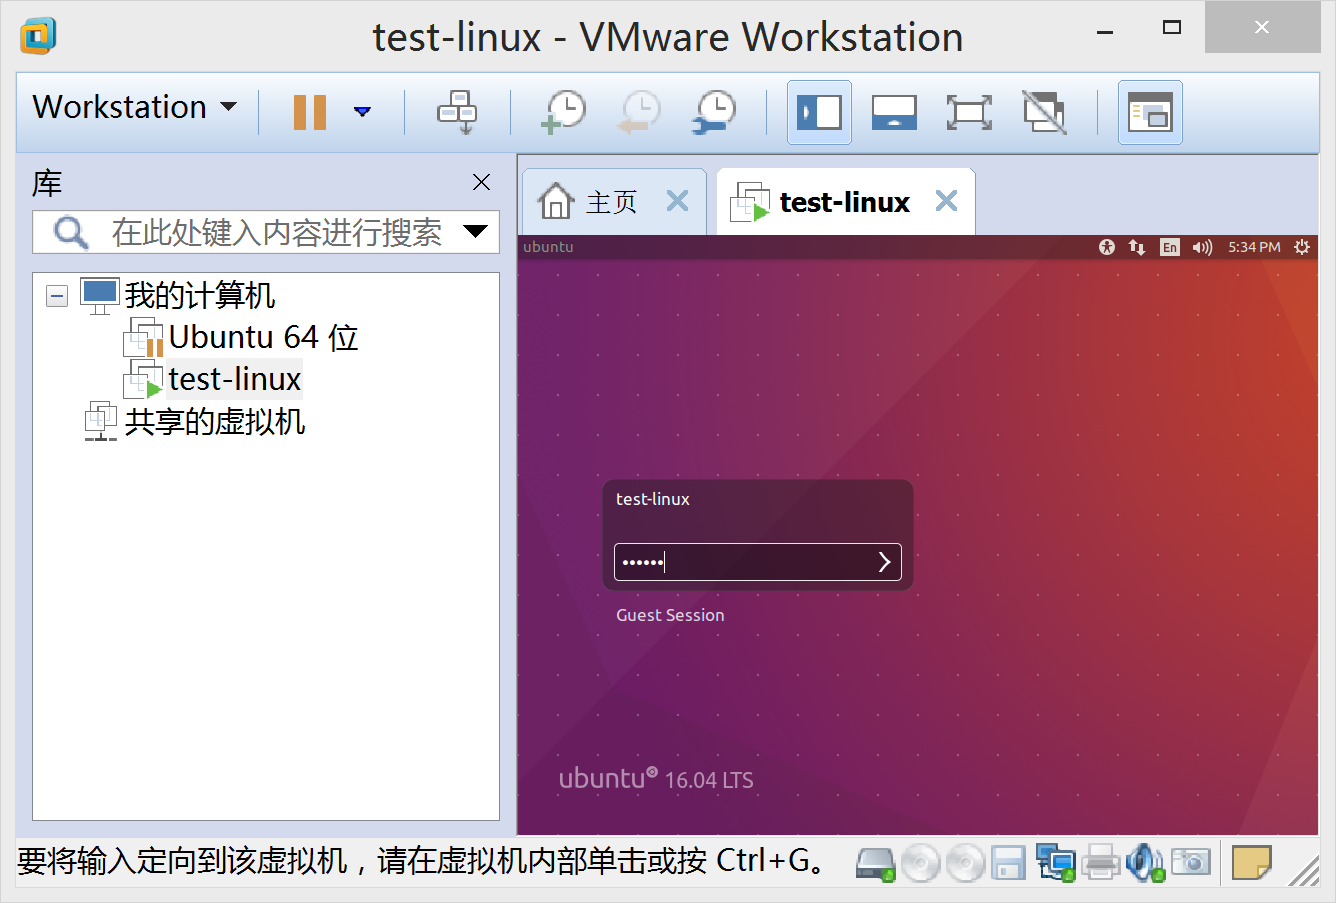 test-linux - VMware Workstation
Workstation
库
在此处键入内容进行搜索
我的计算机
Ubuntu 64 位
test-linux
共享的虚拟机
主页
test-linux
ubuntu
En
5:34 PM
test-linux
••••••
Guest Session
ubuntu 16.04 LTS
要将输入定向到该虚拟机，请在虚拟机内部单击或按 Ctrl+G。